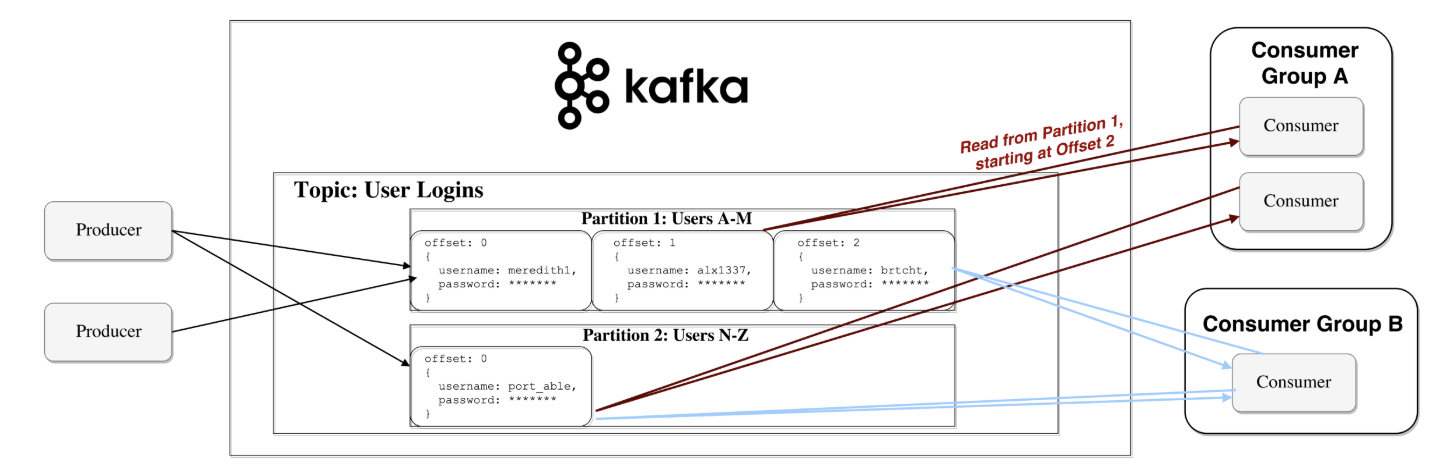 kafka
Consumer
Group A
Consumer
Consumer
Read from Partition 1,
starting at Offset 2
Topic: User Logins
Producer
Producer
Partition 1: Users A-M
offset: 0
{
username: meredith1,
password: *******
}
offset: 1
{
username: alx1337,
password: *******
}
offset: 2
{
username: brtcht,
password: *******
}
Partition 2: Users N-Z
offset: 0
{
username: port_able,
password: *******
}
Consumer Group B
Consumer